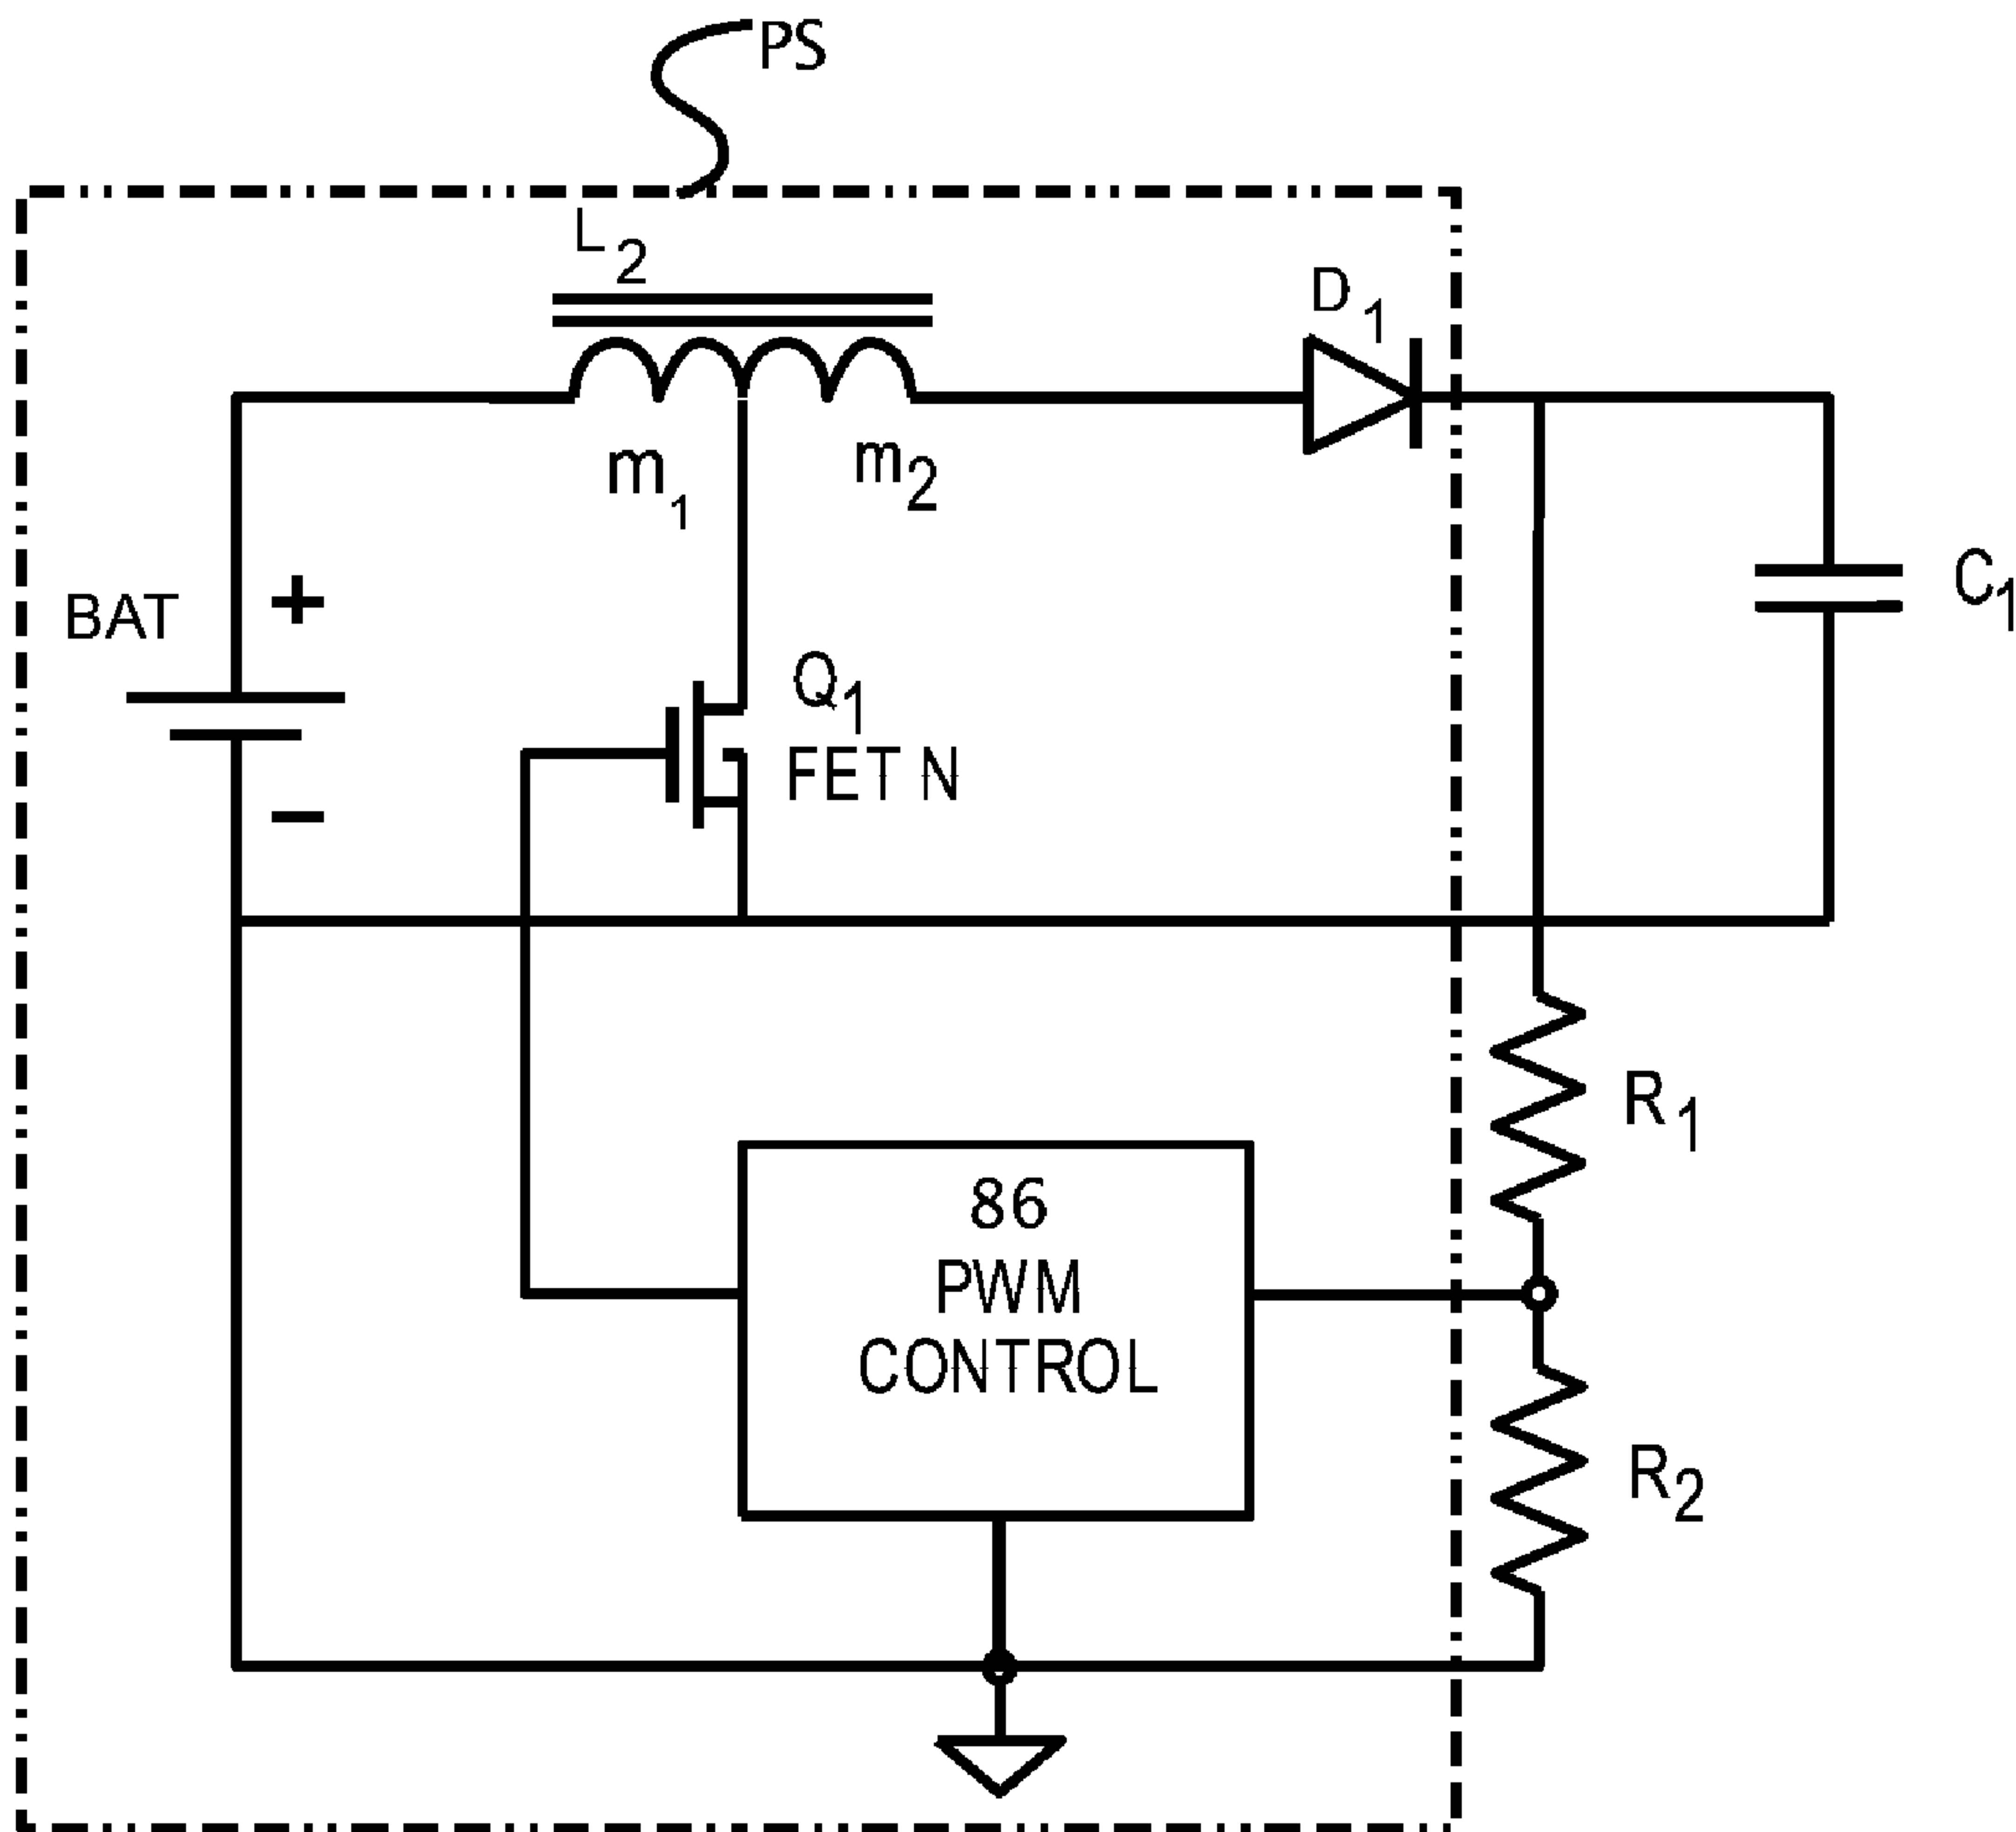 PS
L2
D1
m1
m2
+
BAT
C1
Q1
FET N
−
R1
86
PWM
CONTROL
R2